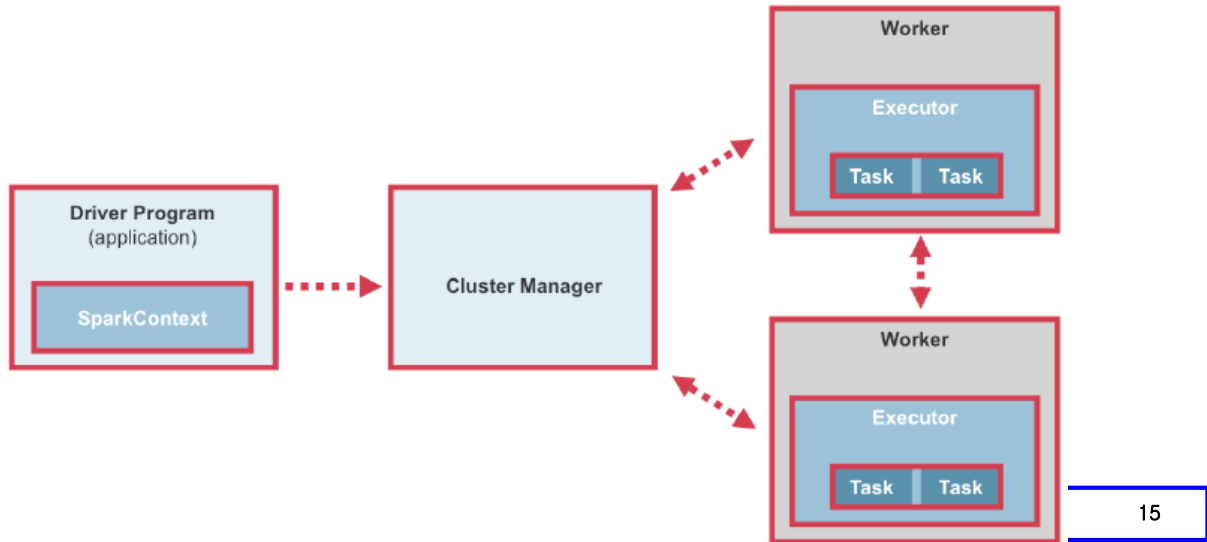 Driver Program
(application)
SparkContext
Cluster Manager
Worker
Executor
Task Task
Worker
Executor
Task Task
15